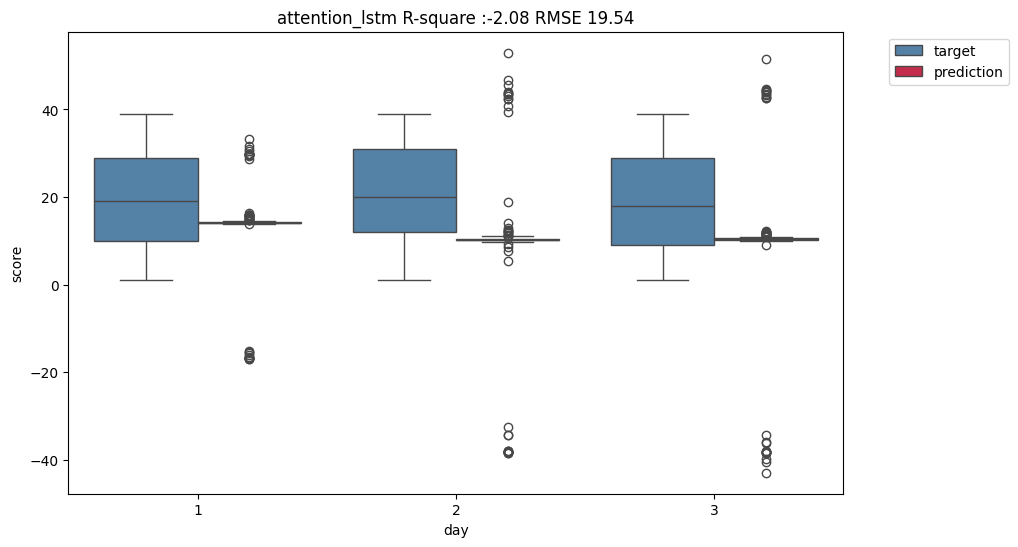 attention_lstm R-square :-2.08 RMSE 19.54
target
prediction
score
40
20
0
−20
−40
1
2
3
day